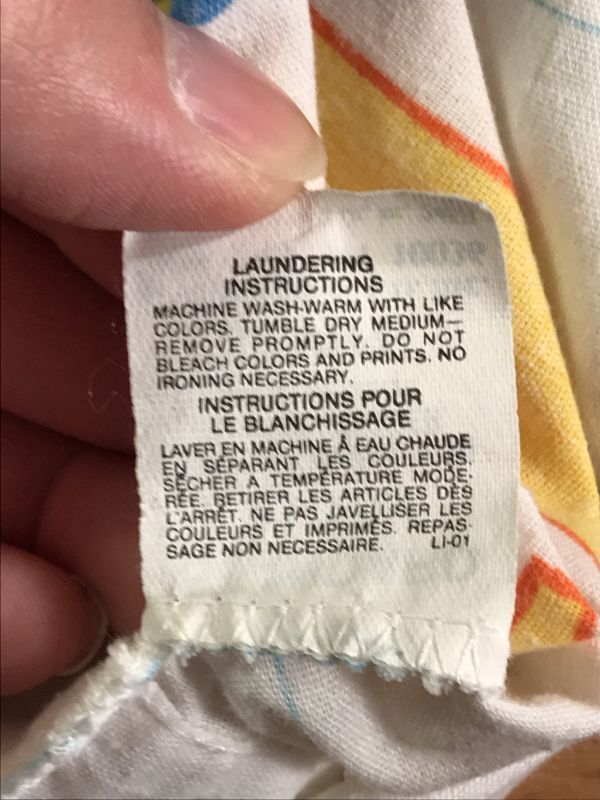 LAUNDERING
INSTRUCTIONS
MACHINE WASH-WARM WITH LIKE
COLORS. TUMBLE DRY MEDIUM—
REMOVE PROMPTLY. DO NOT
BLEACH COLORS AND PRINTS. NO
IRONING NECESSARY.
INSTRUCTIONS POUR
LE BLANCHISSAGE
LAVER EN MACHINE À EAU CHAUDE
EN SÉPARANT LES COULEURS.
SÉCHER A TEMPÉRATURE MODÉ-
RÉE. RETIRER LES ARTICLES DÈS
L'ARRÊT. NE PAS JAVELLISER LES
COULEURS ET IMPRIMÉS. REPAS-
SAGE NON NECESSAIRE. LI-01